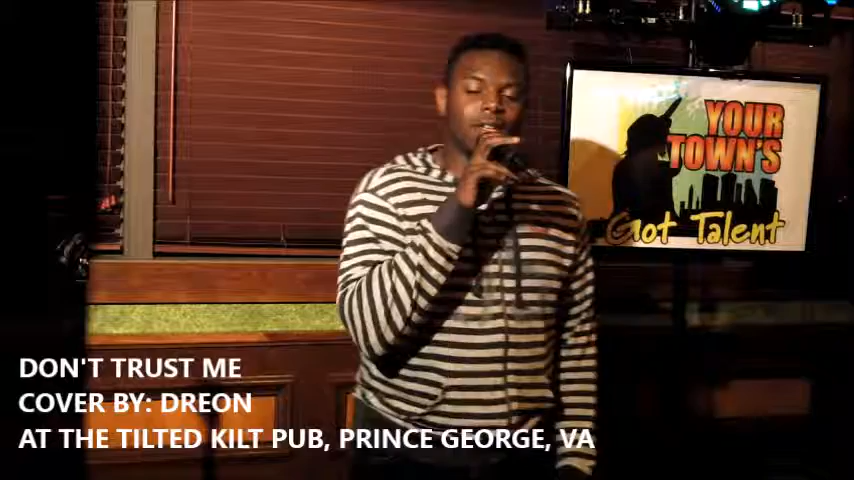 YOUR
TOWN'S
Got Talent
DON'T TRUST ME
COVER BY: DREON
AT THE TILTED KILT PUB, PRINCE GEORGE, VA